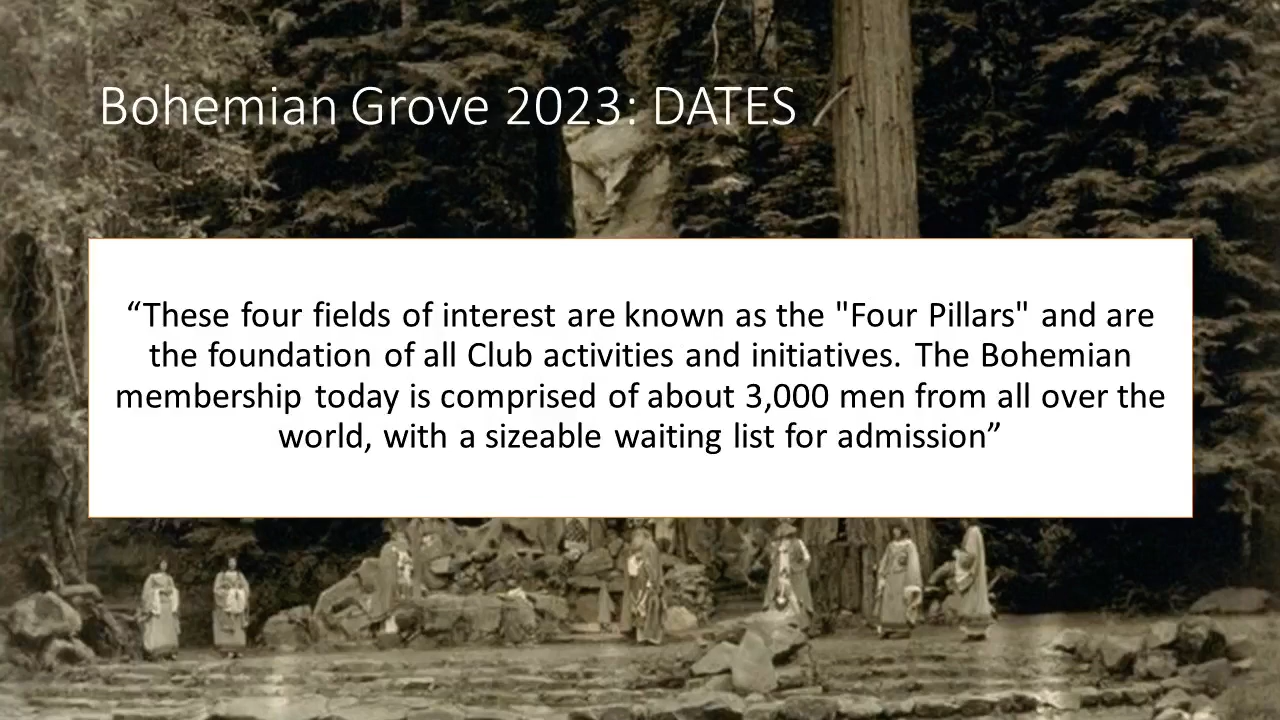 Bohemian Grove 2023: DATES
“These four fields of interest are known as the "Four Pillars" and are
the foundation of all Club activities and initiatives. The Bohemian
membership today is comprised of about 3,000 men from all over the
world, with a sizeable waiting list for admission”